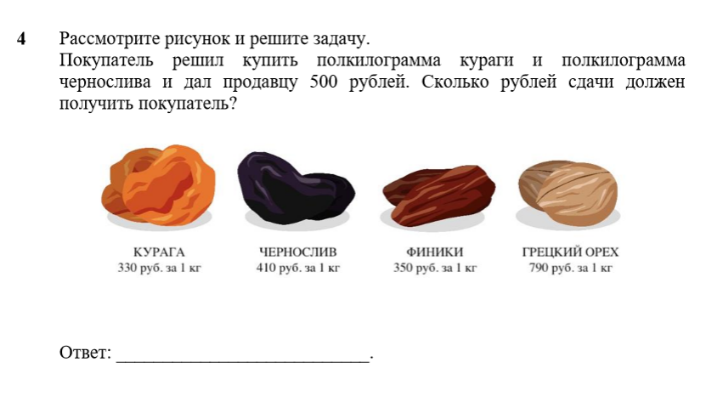 4 Рассмотрите рисунок и решите задачу.
Покупатель решил купить полкилограмма кураги и полкилограмма
чернослива и дал продавцу 500 рублей. Сколько рублей сдачи должен
получить покупатель?
КУРАГА ЧЕРНОСЛИВ ФИНИКИ ГРЕЦКИЙ ОРЕХ
330 руб. за 1 кг 410 руб. за 1 кг 350 руб. за 1 кг 790 руб. за 1 кг
Ответ: ____________________________.